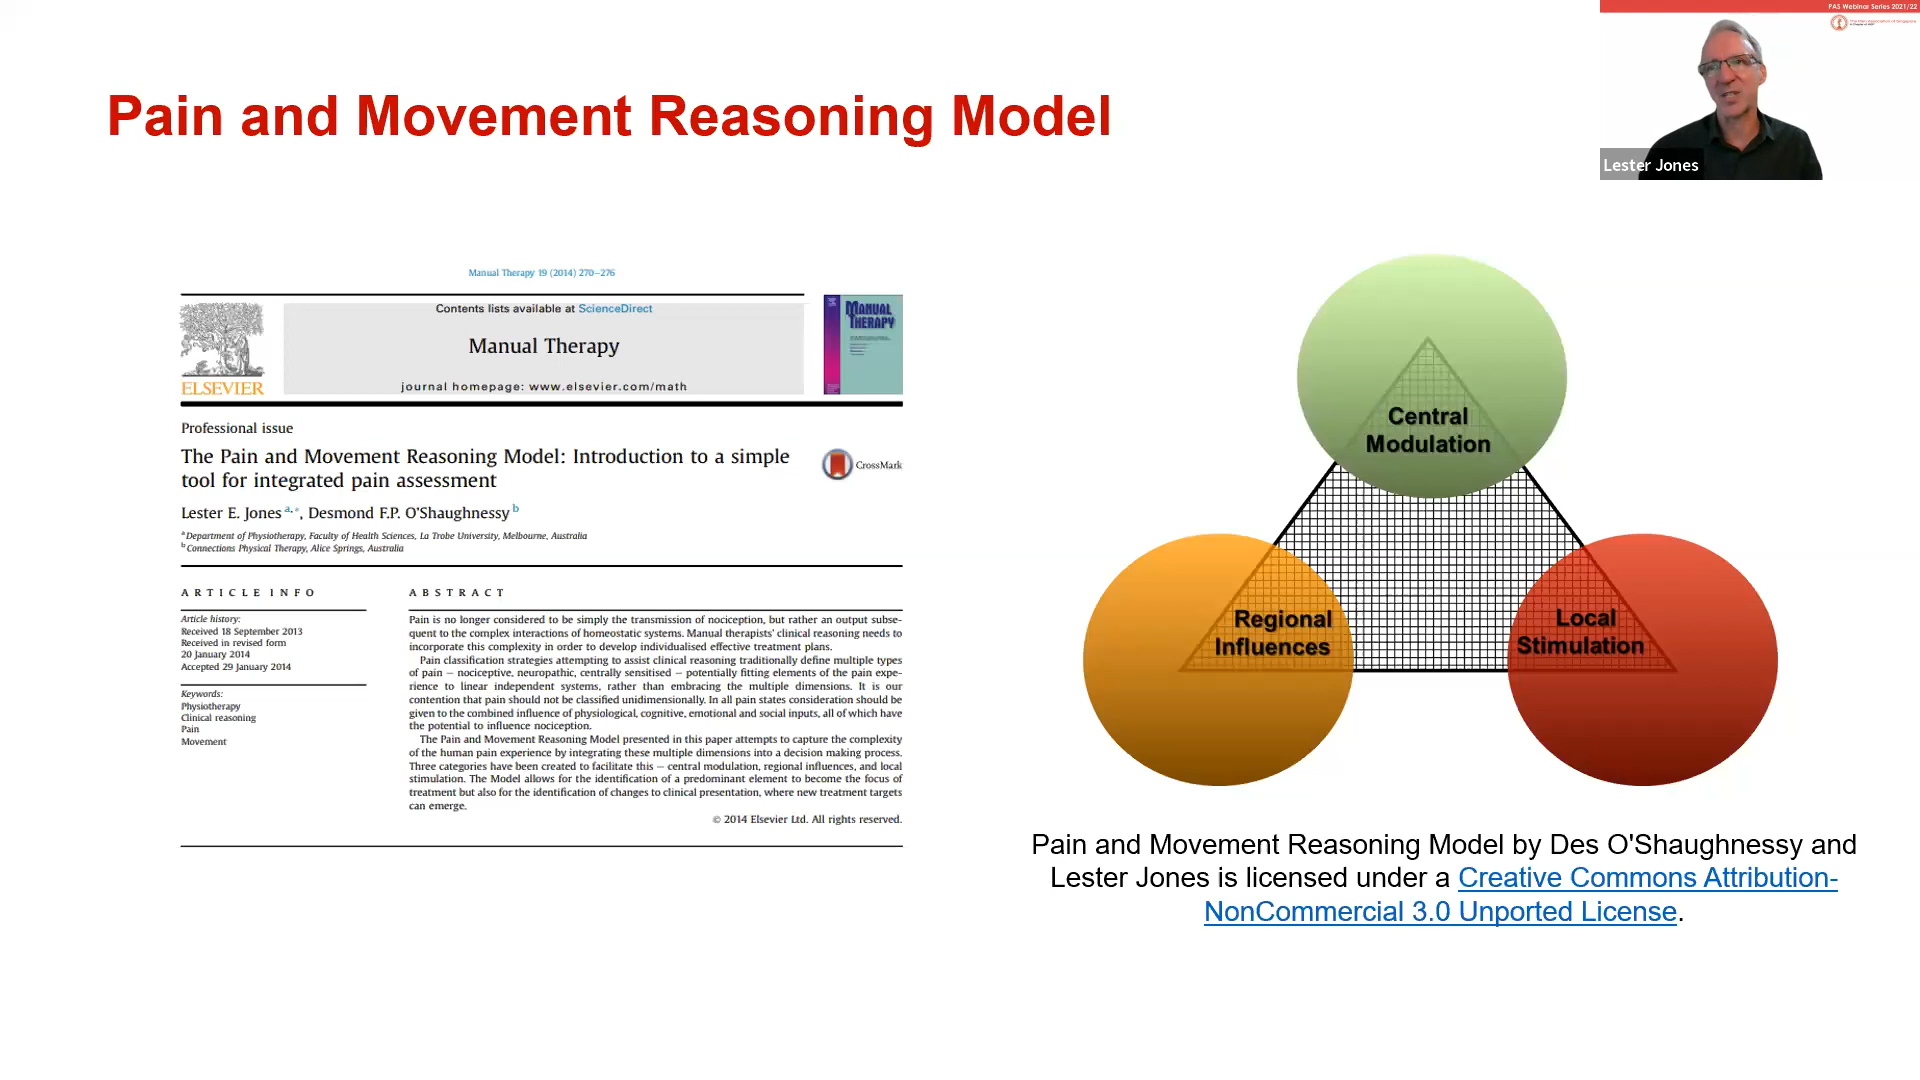 PAS Webinar Series 2021/22
Pain and Movement Reasoning Model
Lester Jones
Manual Therapy 19 (2014) 270–276
Contents lists available at ScienceDirect
Manual Therapy
journal homepage: www.elsevier.com/math
ELSEVIER
MANUAL
THERAPY
Professional issue
The Pain and Movement Reasoning Model: Introduction to a simple
tool for integrated pain assessment
CrossMark
Lester E. Jones a,*, Desmond F.P. O'Shaughnessy b
a Department of Physiotherapy, Faculty of Health Sciences, La Trobe University, Melbourne, Australia
b Connections Physical Therapy, Alice Springs, Australia
ARTICLE INFO
Article history:
Received 18 September 2013
Received in revised form
20 January 2014
Accepted 29 January 2014
Keywords:
Physiotherapy
Clinical reasoning
Pain
Movement
ABSTRACT
Pain is no longer considered to be simply the transmission of nociception, but rather an output subse-
quent to the complex interactions of homeostatic systems. Manual therapists' clinical reasoning needs to
incorporate this complexity in order to develop individualised effective treatment plans.
Pain classification strategies attempting to assist clinical reasoning traditionally define multiple types
of pain – nociceptive, neuropathic, centrally sensitised – potentially fitting elements of the pain expe-
rience to linear independent systems, rather than embracing the multiple dimensions. It is our
contention that pain should not be classified unidimensionally. In all pain states consideration should be
given to the combined influence of physiological, cognitive, emotional and social inputs, all of which have
the potential to influence nociception.
The Pain and Movement Reasoning Model presented in this paper attempts to capture the complexity
of the human pain experience by integrating these multiple dimensions into a decision making process.
Three categories have been created to facilitate this – central modulation, regional influences, and local
stimulation. The Model allows for the identification of a predominant element to become the focus of
treatment but also for the identification of changes to clinical presentation, where new treatment targets
can emerge.
© 2014 Elsevier Ltd. All rights reserved.
Central
Modulation
Regional
Influences
Local
Stimulation
Pain and Movement Reasoning Model by Des O'Shaughnessy and
Lester Jones is licensed under a Creative Commons Attribution-
NonCommercial 3.0 Unported License.